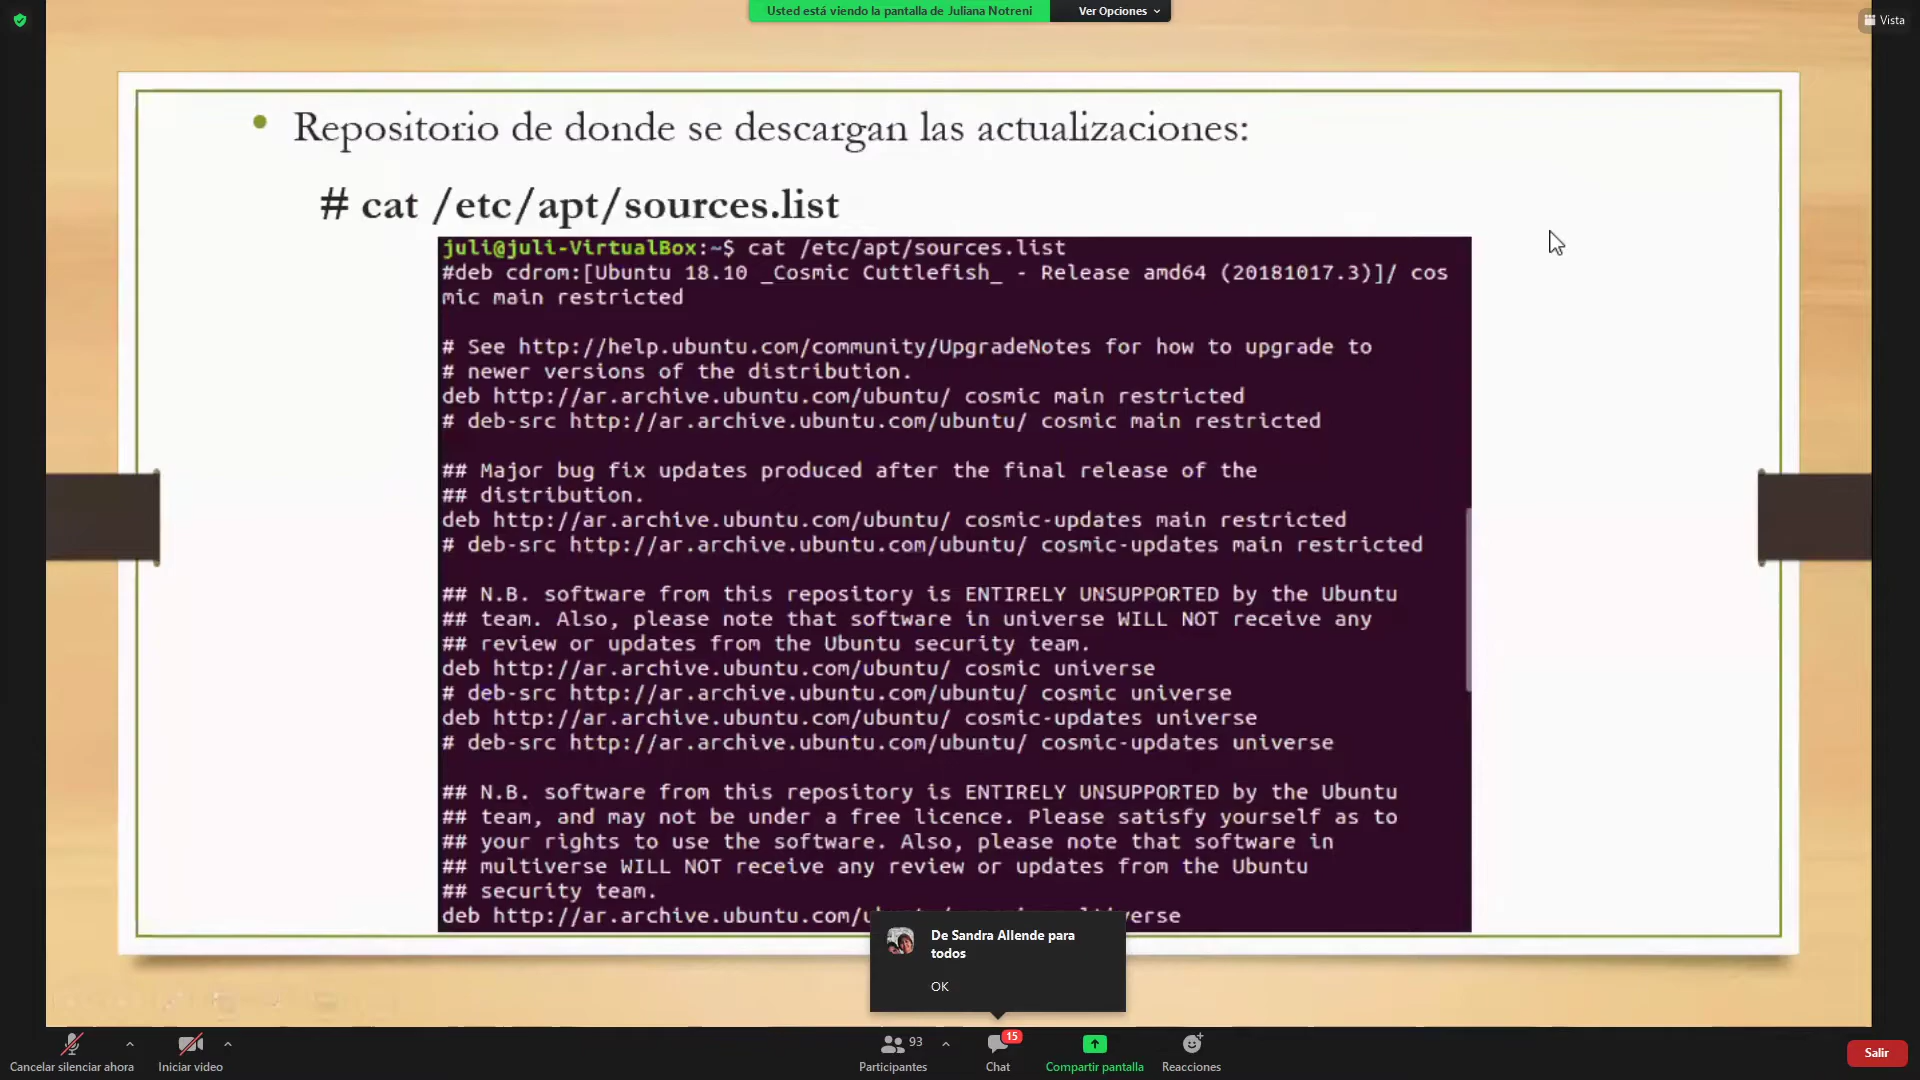 Usted está viendo la pantalla de Juliana Notreni
Ver Opciones
Vista
• Repositorio de donde se descargan las actualizaciones:
# cat /etc/apt/sources.list
juli@juli-VirtualBox:~$ cat /etc/apt/sources.list
#deb cdrom:[Ubuntu 18.10 _Cosmic Cuttlefish_ - Release amd64 (20181017.3)]/ cos
mic main restricted
# See http://help.ubuntu.com/community/UpgradeNotes for how to upgrade to
# newer versions of the distribution.
deb http://ar.archive.ubuntu.com/ubuntu/ cosmic main restricted
# deb-src http://ar.archive.ubuntu.com/ubuntu/ cosmic main restricted
## Major bug fix updates produced after the final release of the
## distribution.
deb http://ar.archive.ubuntu.com/ubuntu/ cosmic-updates main restricted
# deb-src http://ar.archive.ubuntu.com/ubuntu/ cosmic-updates main restricted
## N.B. software from this repository is ENTIRELY UNSUPPORTED by the Ubuntu
## team. Also, please note that software in universe WILL NOT receive any
## review or updates from the Ubuntu security team.
deb http://ar.archive.ubuntu.com/ubuntu/ cosmic universe
# deb-src http://ar.archive.ubuntu.com/ubuntu/ cosmic universe
deb http://ar.archive.ubuntu.com/ubuntu/ cosmic-updates universe
# deb-src http://ar.archive.ubuntu.com/ubuntu/ cosmic-updates universe
## N.B. software from this repository is ENTIRELY UNSUPPORTED by the Ubuntu
## team, and may not be under a free licence. Please satisfy yourself as to
## your rights to use the software. Also, please note that software in
## multiverse WILL NOT receive any review or updates from the Ubuntu
## security team.
deb http://ar.archive.ubuntu.com/
De Sandra Allende para
todos
OK
Cancelar silenciar ahora
Iniciar video
Participantes
93
Chat
15
Compartir pantalla
Reacciones
Salir